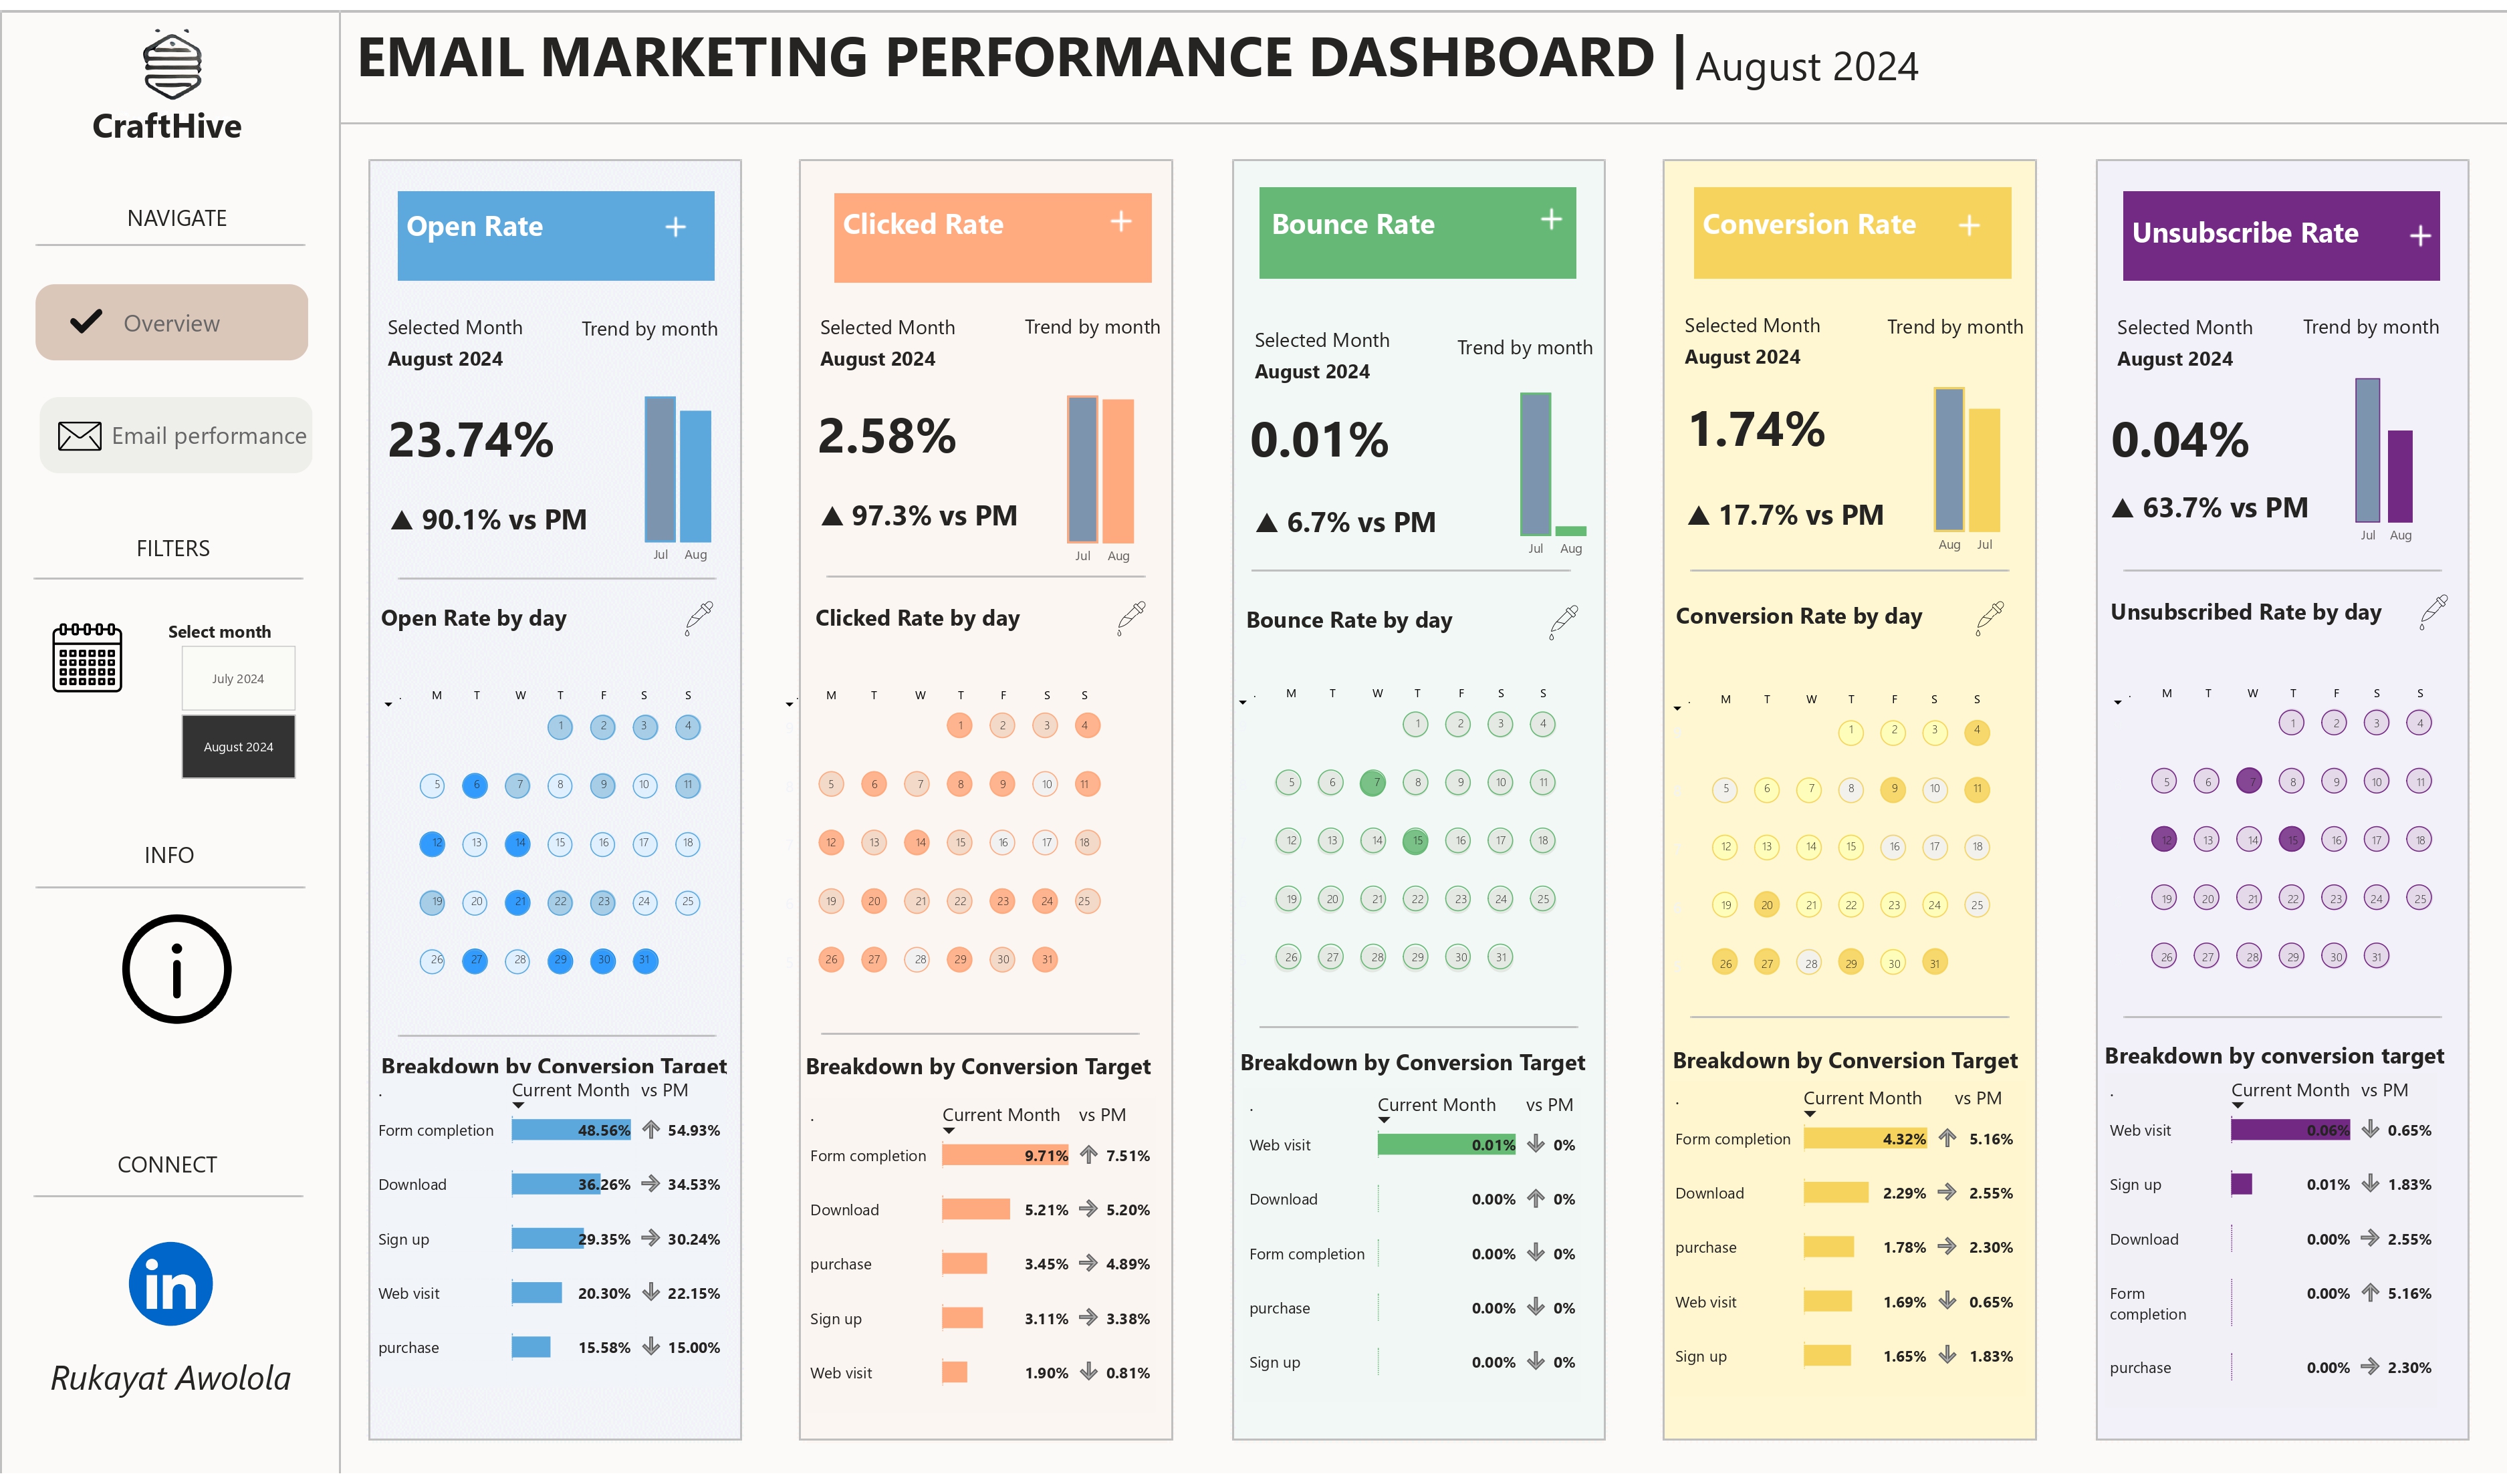 CraftHive
NAVIGATE
Overview
Email performance
FILTERS
Select month
July 2024
August 2024
INFO
CONNECT
in
Rukayat Awolola
EMAIL MARKETING PERFORMANCE DASHBOARD | August 2024
Open Rate +
Selected Month
August 2024
Trend by month
23.74%
▲ 90.1% vs PM
Jul Aug
Open Rate by day
. M T W T F S S
1 2 3 4
5 6 7 8 9 10 11
12 13 14 15 16 17 18
19 20 21 22 23 24 25
26 27 28 29 30 31
Breakdown by Conversion Target
. Current Month vs PM
Form completion 48.56% 54.93%
Download 36.26% 34.53%
Sign up 29.35% 30.24%
Web visit 20.30% 22.15%
purchase 15.58% 15.00%
Clicked Rate +
Selected Month
August 2024
Trend by month
2.58%
▲ 97.3% vs PM
Jul Aug
Clicked Rate by day
. M T W T F S S
1 2 3 4
5 6 7 8 9 10 11
12 13 14 15 16 17 18
19 20 21 22 23 24 25
26 27 28 29 30 31
Breakdown by Conversion Target
. Current Month vs PM
Form completion 9.71% 7.51%
Download 5.21% 5.20%
purchase 3.45% 4.89%
Sign up 3.11% 3.38%
Web visit 1.90% 0.81%
Bounce Rate +
Selected Month
August 2024
Trend by month
0.01%
▲ 6.7% vs PM
Jul Aug
Bounce Rate by day
. M T W T F S S
1 2 3 4
5 6 7 8 9 10 11
12 13 14 15 16 17 18
19 20 21 22 23 24 25
26 27 28 29 30 31
Breakdown by Conversion Target
. Current Month vs PM
Web visit 0.01% 0%
Download 0.00% 0%
Form completion 0.00% 0%
purchase 0.00% 0%
Sign up 0.00% 0%
Conversion Rate +
Selected Month
August 2024
Trend by month
1.74%
▲ 17.7% vs PM
Aug Jul
Conversion Rate by day
. M T W T F S S
1 2 3 4
5 6 7 8 9 10 11
12 13 14 15 16 17 18
19 20 21 22 23 24 25
26 27 28 29 30 31
Breakdown by Conversion Target
. Current Month vs PM
Form completion 4.32% 5.16%
Download 2.29% 2.55%
purchase 1.78% 2.30%
Web visit 1.69% 0.65%
Sign up 1.65% 1.83%
Unsubscribe Rate +
Selected Month
August 2024
Trend by month
0.04%
▲ 63.7% vs PM
Jul Aug
Unsubscribed Rate by day
. M T W T F S S
1 2 3 4
5 6 7 8 9 10 11
12 13 14 15 16 17 18
19 20 21 22 23 24 25
26 27 28 29 30 31
Breakdown by conversion target
. Current Month vs PM
Web visit 0.06% 0.65%
Sign up 0.01% 1.83%
Download 0.00% 2.55%
Form completion 0.00% 5.16%
purchase 0.00% 2.30%